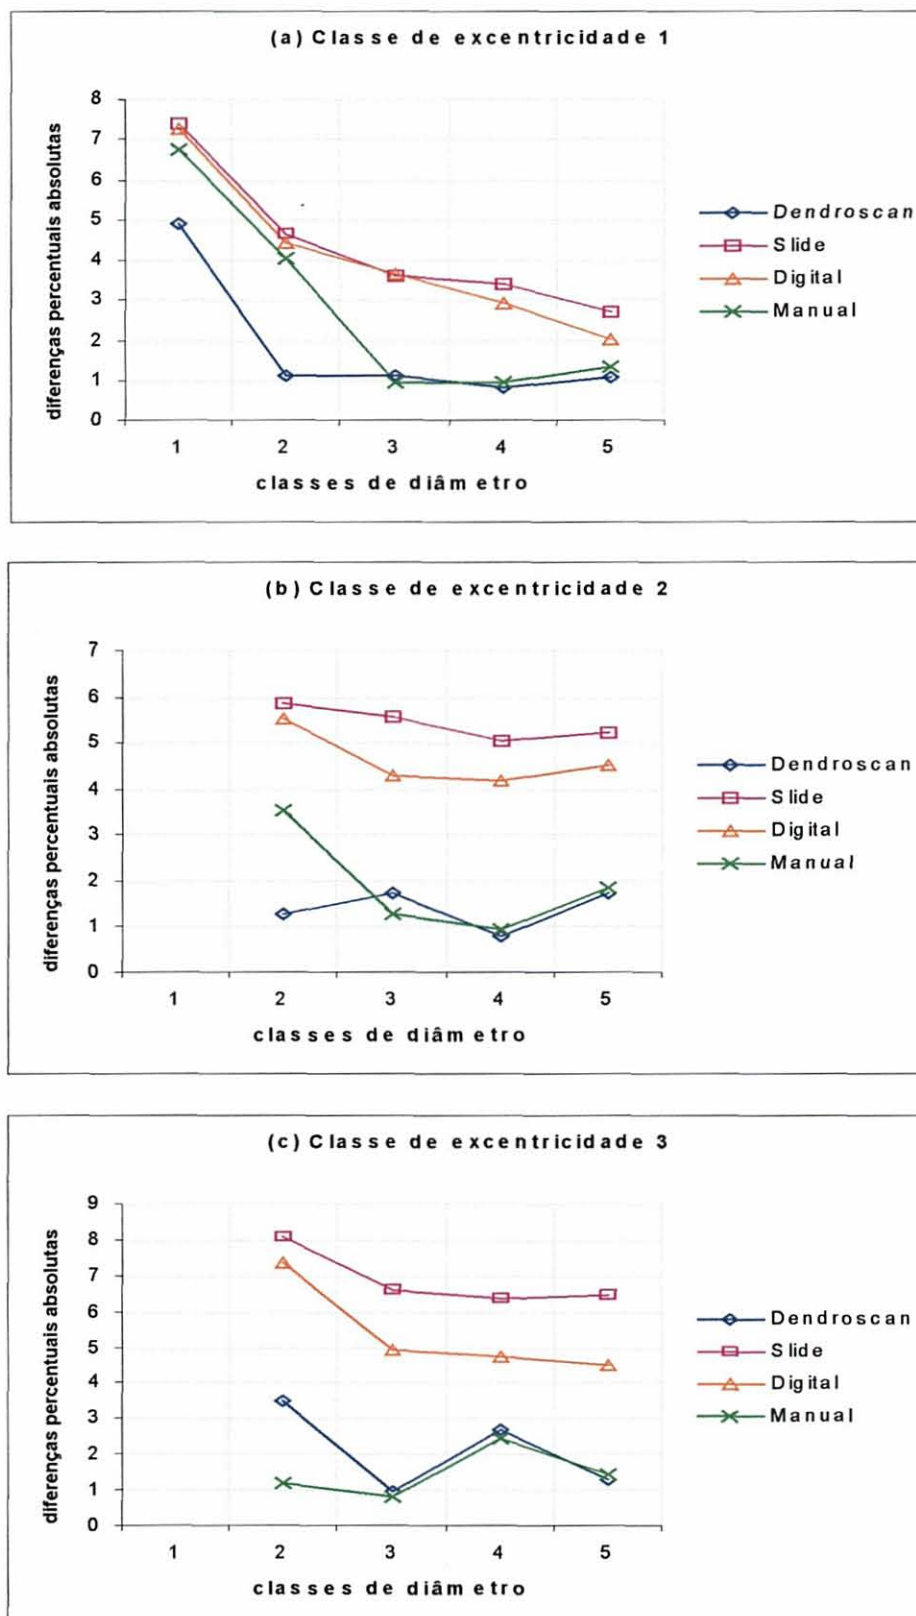 (a) Classe de excentricidade 1
diferenças percentuais absolutas
8
7
6
5
4
3
2
1
0
1 2 3 4 5
classes de diâmetro
Dendroscan
Slide
Digital
Manual
(b) Classe de excentricidade 2
diferenças percentuais absolutas
7
6
5
4
3
2
1
0
1 2 3 4 5
classes de diâmetro
Dendroscan
Slide
Digital
Manual
(c) Classe de excentricidade 3
diferenças percentuais absolutas
9
8
7
6
5
4
3
2
1
0
1 2 3 4 5
classes de diâmetro
Dendroscan
Slide
Digital
Manual